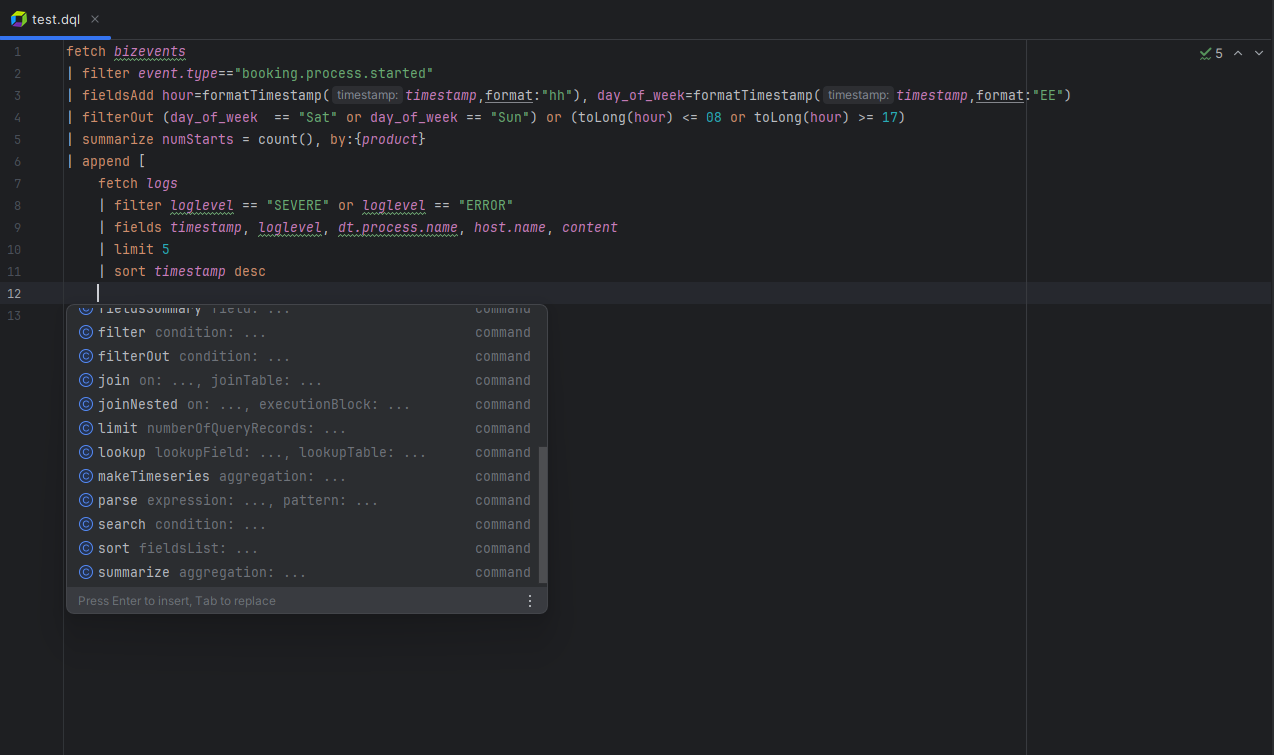 test.dql
5
1 fetch bizevents
2 | filter event.type=="booking.process.started"
3 | fieldsAdd hour=formatTimestamp( timestamp: timestamp,format:"hh"), day_of_week=formatTimestamp( timestamp: timestamp,format:"EE")
4 | filterOut (day_of_week  == "Sat" or day_of_week == "Sun") or (toLong(hour) <= 08 or toLong(hour) >= 17)
5 | summarize numStarts = count(), by:{product}
6 | append [
7 fetch logs
8 | filter loglevel == "SEVERE" or loglevel == "ERROR"
9 | fields timestamp, loglevel, dt.process.name, host.name, content
10 | limit 5
11 | sort timestamp desc
12
13
fieldsSummary field: ... command
filter condition: ... command
filterOut condition: ... command
join on: ..., joinTable: ... command
joinNested on: ..., executionBlock: ... command
limit numberOfQueryRecords: ... command
lookup lookupField: ..., lookupTable: ... command
makeTimeseries aggregation: ... command
parse expression: ..., pattern: ... command
search condition: ... command
sort fieldsList: ... command
summarize aggregation: ... command
Press Enter to insert, Tab to replace